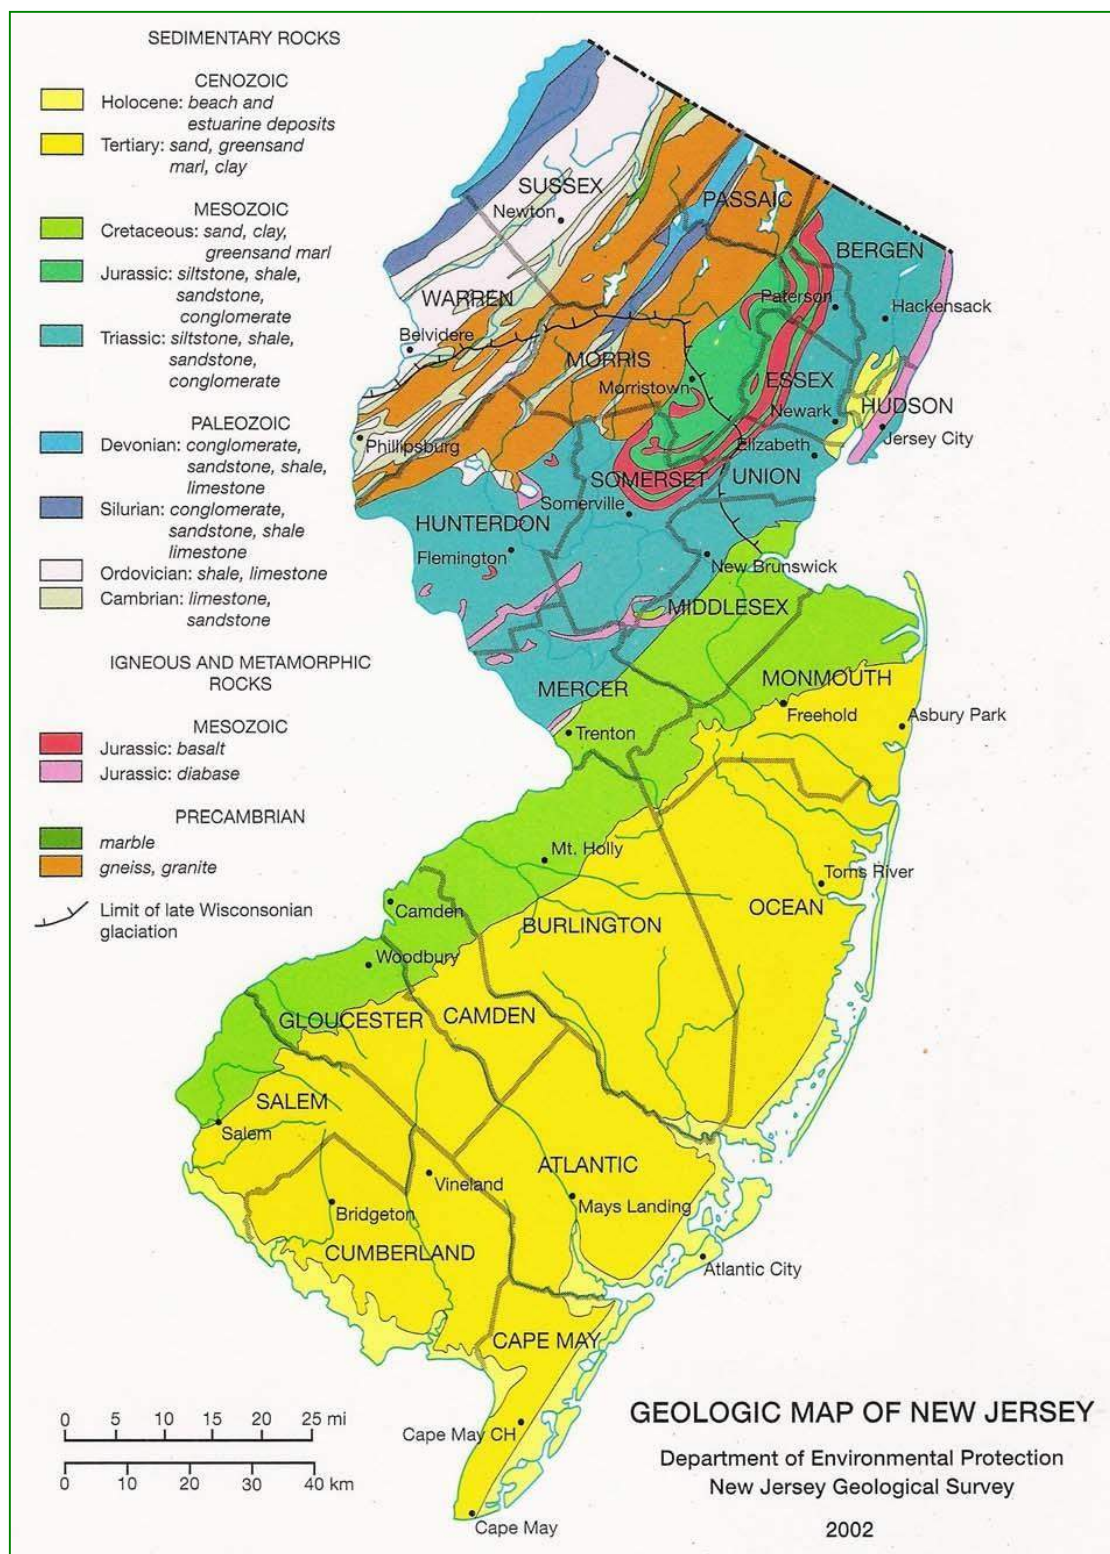 SEDIMENTARY ROCKS
CENOZOIC
Holocene: beach and
estuarine deposits
Tertiary: sand, greensand
marl, clay
MESOZOIC
Cretaceous: sand, clay,
greensand marl
Jurassic: siltstone, shale,
sandstone,
conglomerate
Triassic: siltstone, shale,
sandstone,
conglomerate
PALEOZOIC
Devonian: conglomerate,
sandstone, shale,
limestone
Silurian: conglomerate,
sandstone, shale
limestone
Ordovician: shale, limestone
Cambrian: limestone,
sandstone
IGNEOUS AND METAMORPHIC
ROCKS
MESOZOIC
Jurassic: basalt
Jurassic: diabase
PRECAMBRIAN
marble
gneiss, granite
Limit of late Wisconsonian
glaciation
SUSSEX
Newton
PASSAIC
BERGEN
WARREN
Paterson
Hackensack
Belvidere
MORRIS
Morristown
ESSEX
Newark
HUDSON
Phillipsburg
Elizabeth
Jersey City
SOMERSET
UNION
Somerville
HUNTERDON
Flemington
New Brunswick
MIDDLESEX
MERCER
MONMOUTH
Freehold
Asbury Park
Trenton
Mt. Holly
Toms River
Camden
OCEAN
BURLINGTON
Woodbury
GLOUCESTER
CAMDEN
SALEM
Salem
ATLANTIC
Vineland
Mays Landing
Bridgeton
CUMBERLAND
Atlantic City
CAPE MAY
Cape May CH
Cape May
0 5 10 15 20 25 mi
0 10 20 30 40 km
GEOLOGIC MAP OF NEW JERSEY
Department of Environmental Protection
New Jersey Geological Survey
2002